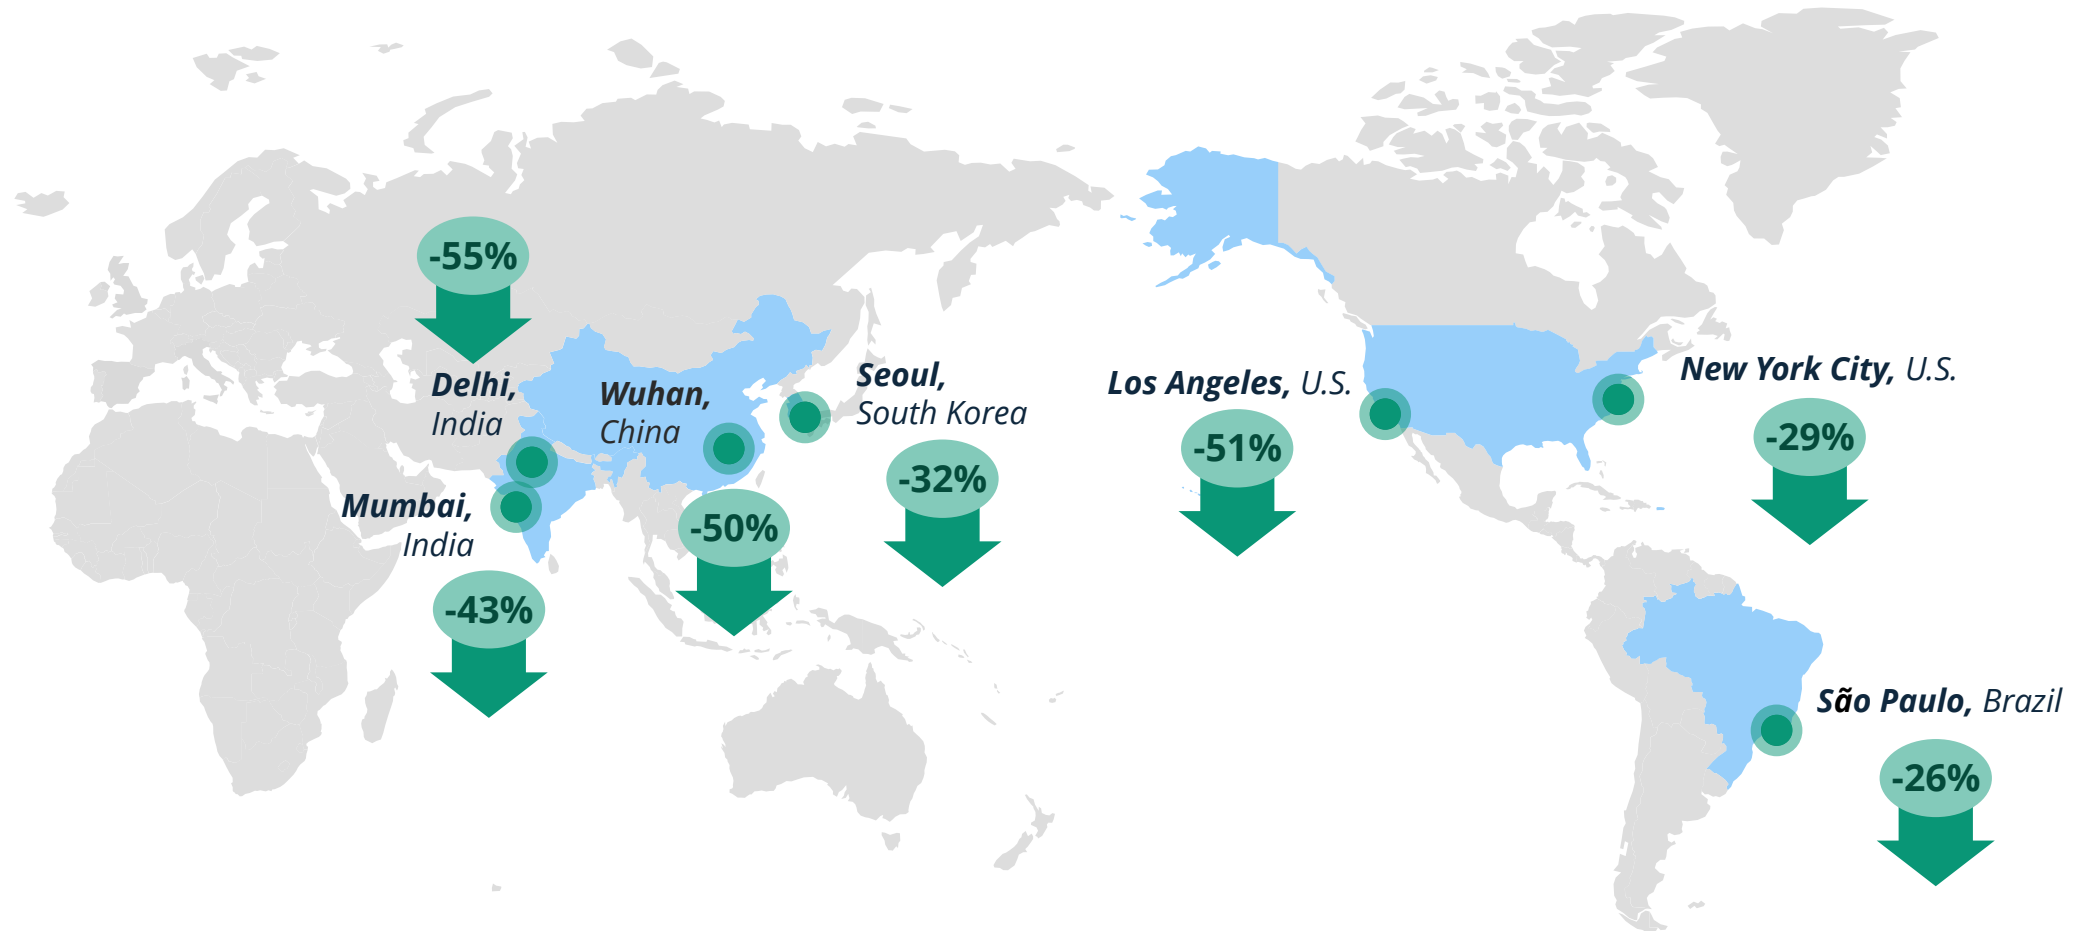 -55%
Delhi,
India
Wuhan,
China
-50%
Seoul,
South Korea
-32%
Mumbai,
India
-43%
Los Angeles, U.S.
-51%
New York City, U.S.
-29%
São Paulo, Brazil
-26%